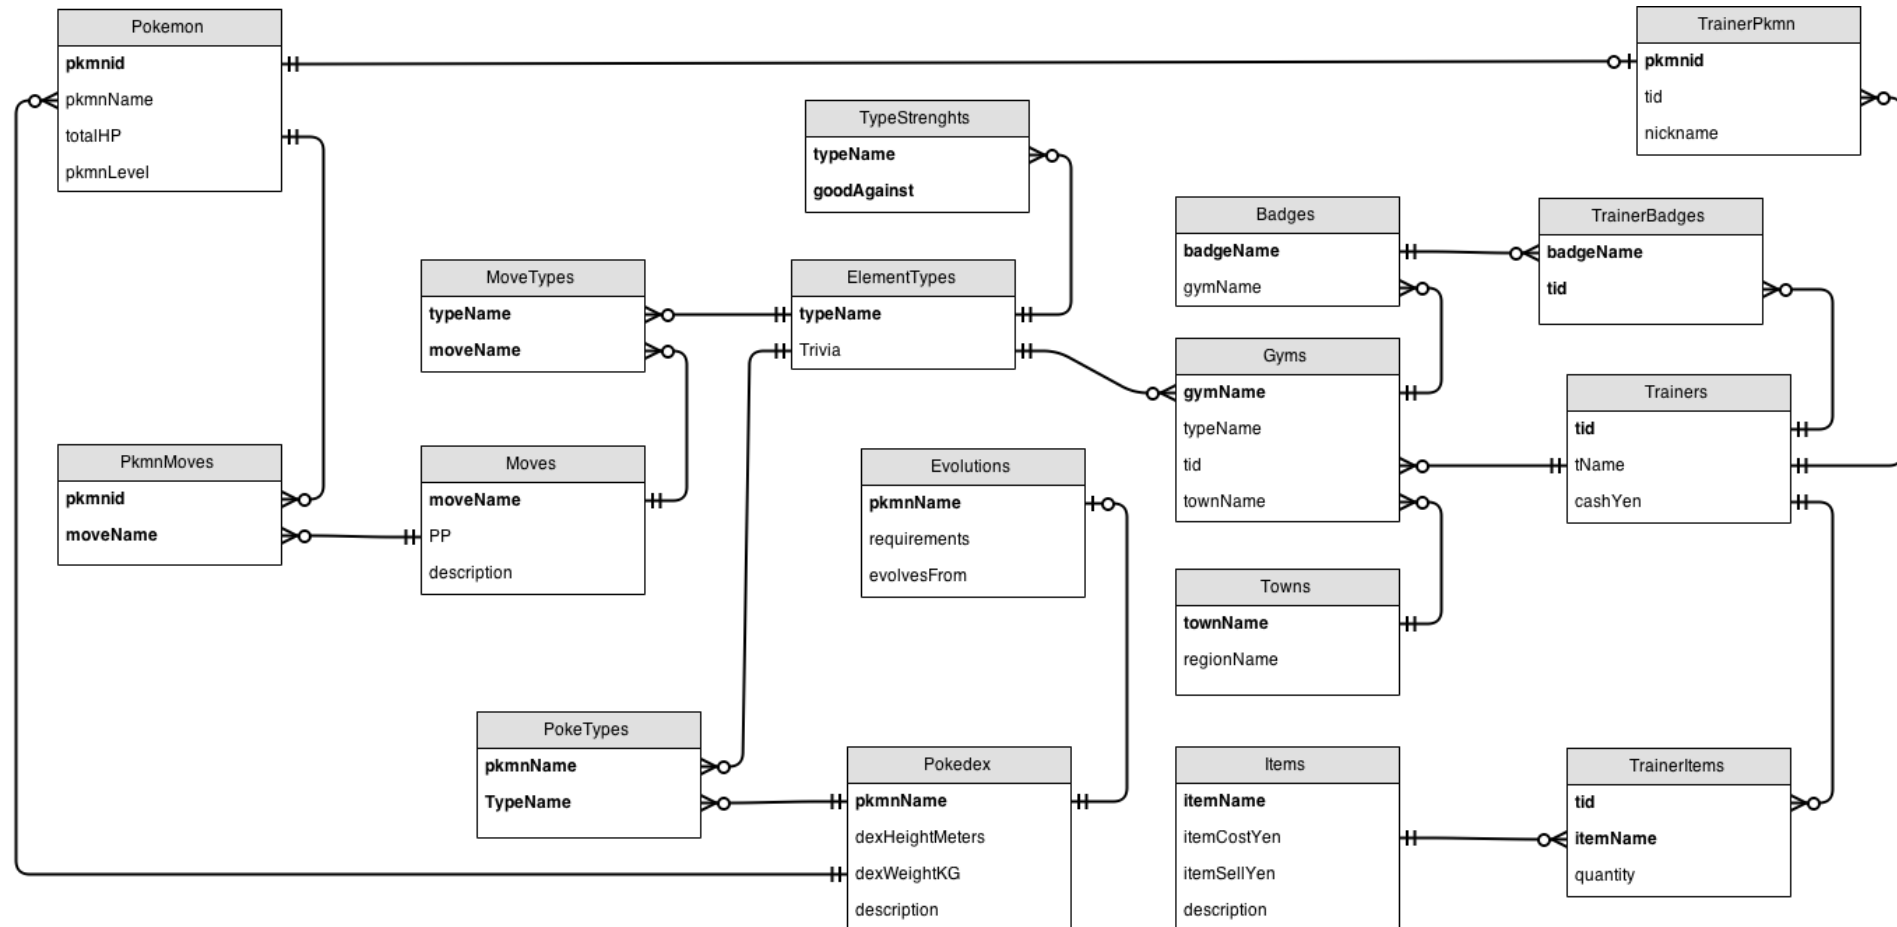 Pokemon
pkmnid
pkmnName
totalHP
pkmnLevel
TrainerPkmn
pkmnid
tid
nickname
TypeStrenghts
typeName
goodAgainst
Badges
badgeName
gymName
TrainerBadges
badgeName
tid
MoveTypes
typeName
moveName
ElementTypes
typeName
Trivia
Gyms
gymName
typeName
tid
townName
Trainers
tid
tName
cashYen
PkmnMoves
pkmnid
moveName
Moves
moveName
PP
description
Evolutions
pkmnName
requirements
evolvesFrom
Towns
townName
regionName
PokeTypes
pkmnName
TypeName
Pokedex
pkmnName
dexHeightMeters
dexWeightKG
description
Items
itemName
itemCostYen
itemSellYen
description
TrainerItems
tid
itemName
quantity